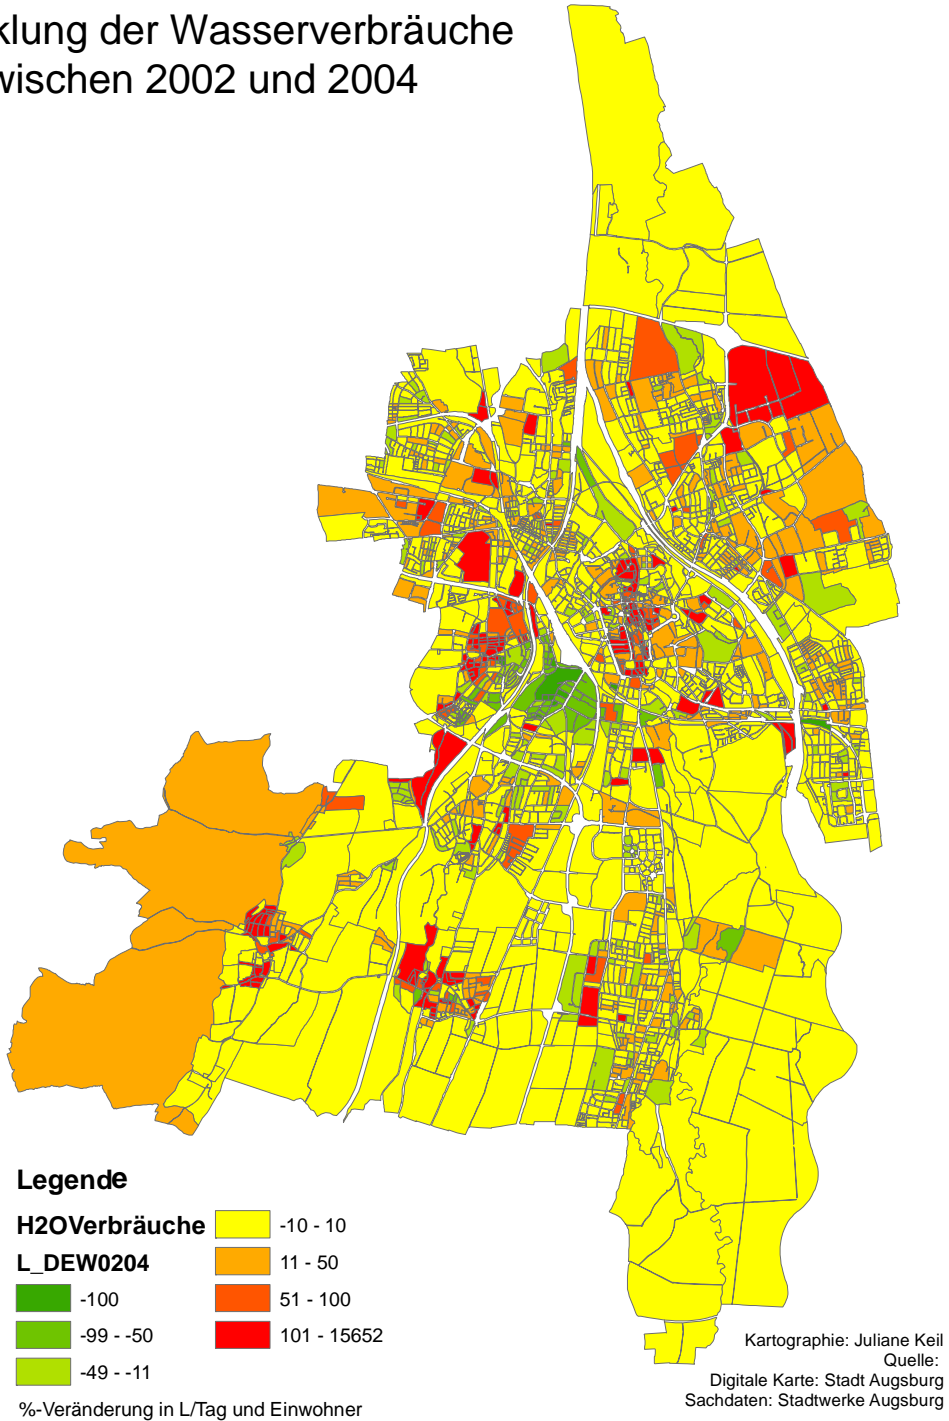 klung der Wasserverbräuche
wischen 2002 und 2004
Legende
H2OVerbräuche
L_DEW0204
-100
-99 - -50
-49 - -11
-10 - 10
11 - 50
51 - 100
101 - 15652
%-Veränderung in L/Tag und Einwohner
Kartographie: Juliane Keil
Quelle:
Digitale Karte: Stadt Augsburg
Sachdaten: Stadtwerke Augsburg